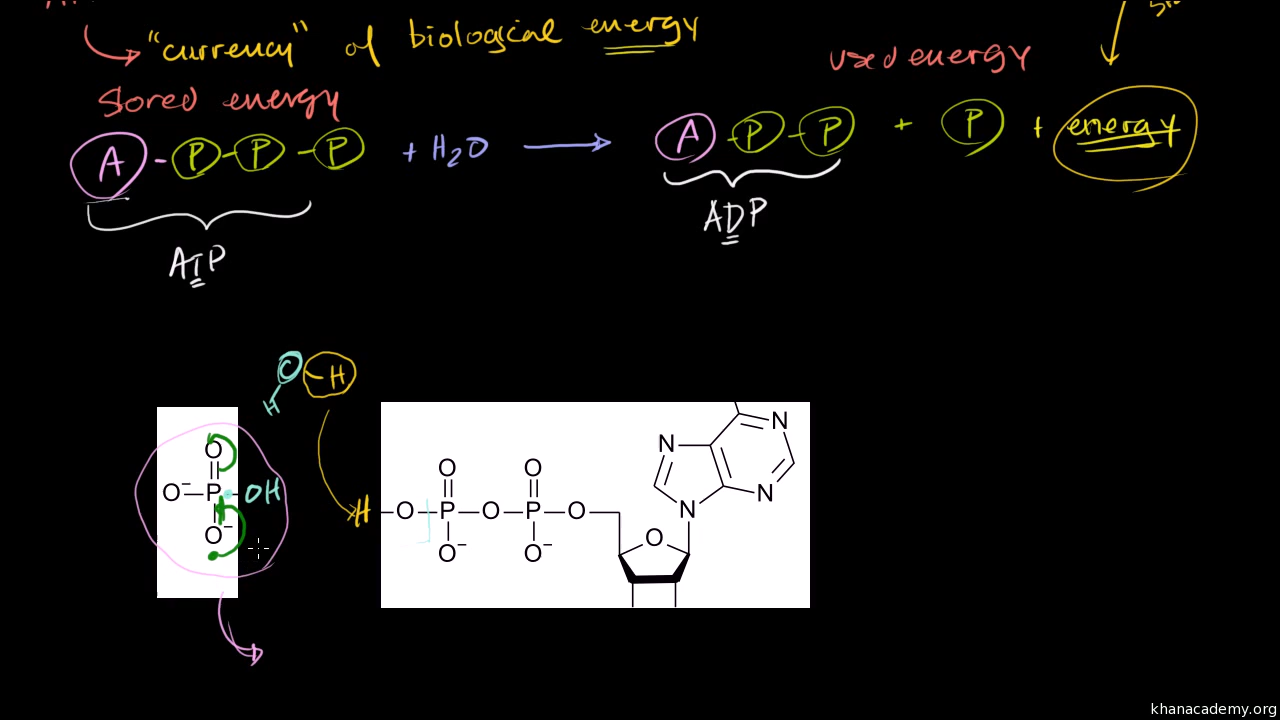 "currency" of biological energy
stored energy
used energy
A - P - P - P + H₂O → A - P - P + P + energy
ATP
ADP
O - H
H
O
O⁻ P OH
O⁻
H
O O
O P O P O
O⁻ O⁻
N N
N N
O
khanacademy.org